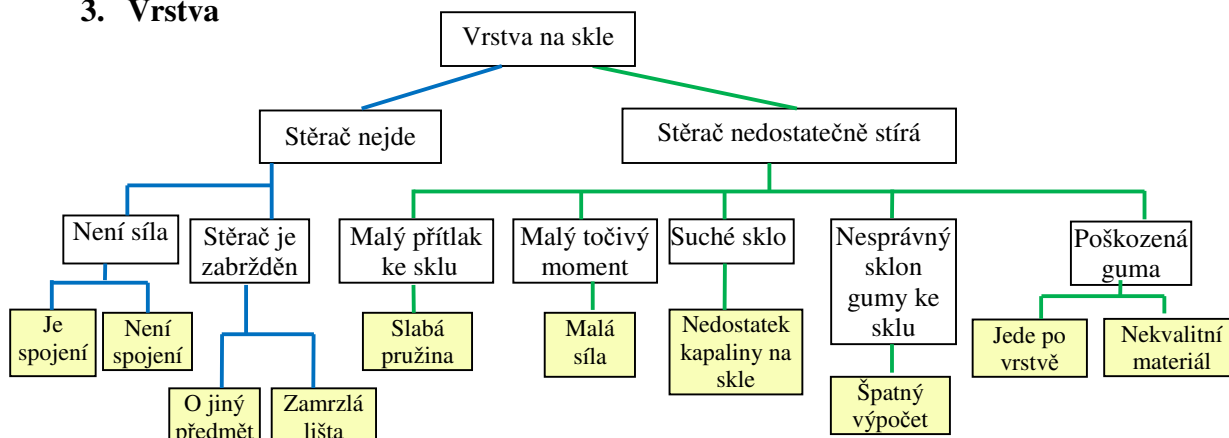 3. Vrstva
Vrstva na skle
Stěrač nejde
Stěrač nedostatečně stírá
Není síla
Stěrač je
zabržděn
Malý přítlak
ke sklu
Malý točivý
moment
Suché sklo
Nesprávný
sklon
gumy ke
sklu
Poškozená
guma
Je
spojení
Není
spojení
Slabá
pružina
Malá
síla
Nedostatek
kapaliny na
skle
Jede po
vrstvě
Nekvalitní
materiál
O jiný
předmět
Zamrzlá
lišta
Špatný
výpočet